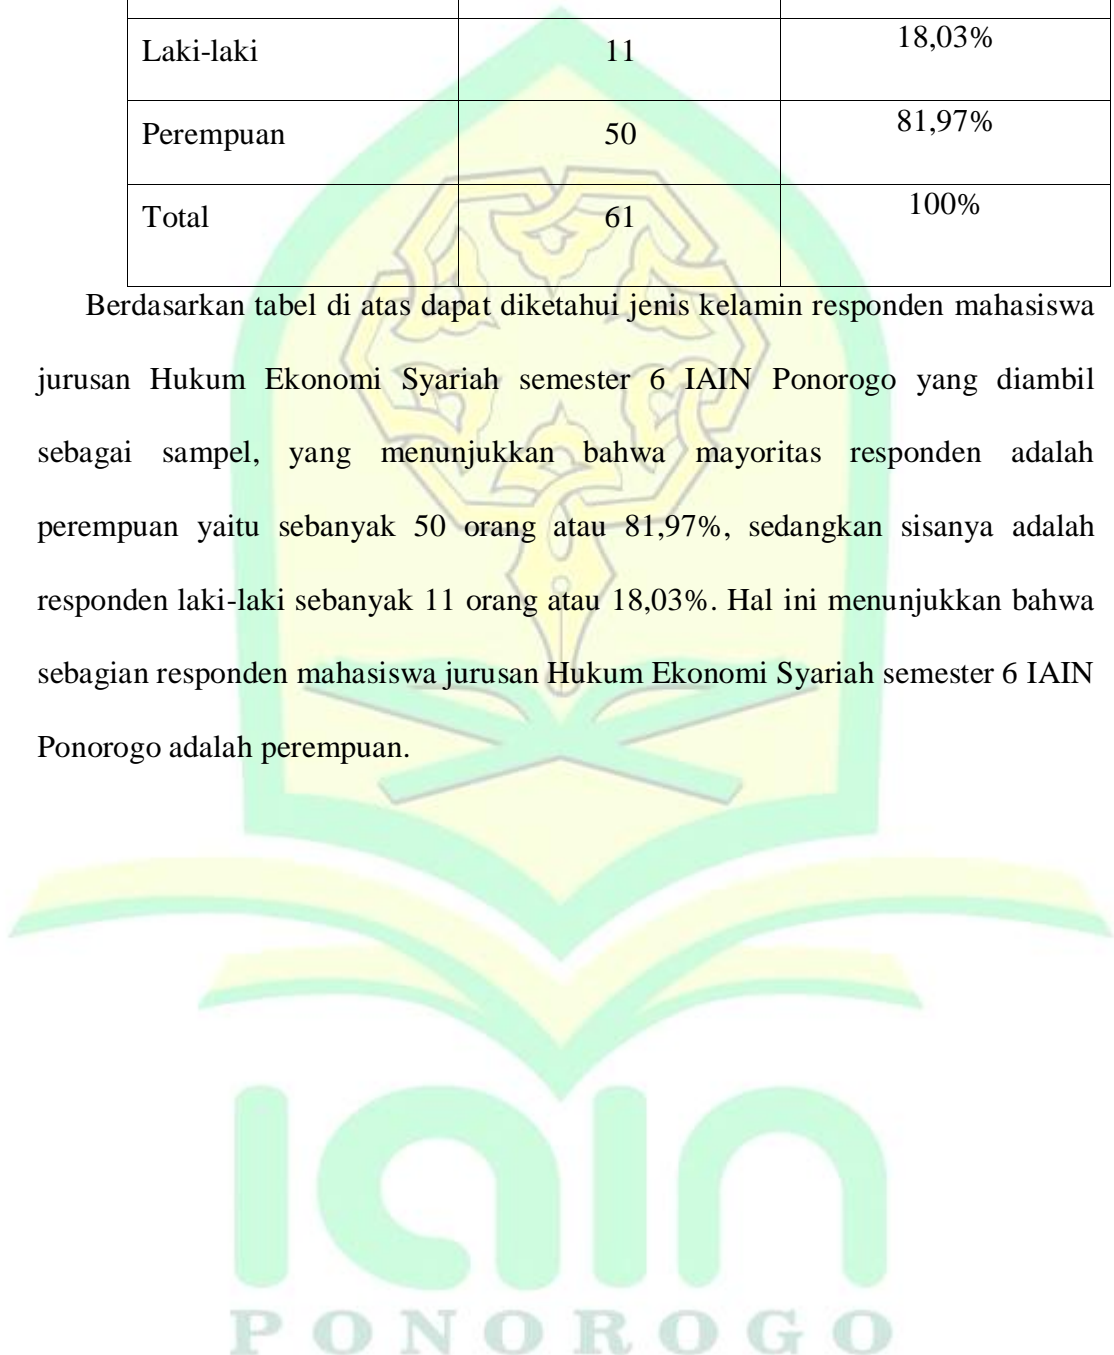 Laki-laki 11 18,03%
Perempuan 50 81,97%
Total 61 100%
Berdasarkan tabel di atas dapat diketahui jenis kelamin responden mahasiswa
jurusan Hukum Ekonomi Syariah semester 6 IAIN Ponorogo yang diambil
sebagai sampel, yang menunjukkan bahwa mayoritas responden adalah
perempuan yaitu sebanyak 50 orang atau 81,97%, sedangkan sisanya adalah
responden laki-laki sebanyak 11 orang atau 18,03%. Hal ini menunjukkan bahwa
sebagian responden mahasiswa jurusan Hukum Ekonomi Syariah semester 6 IAIN
Ponorogo adalah perempuan.
iain
PONOROGO